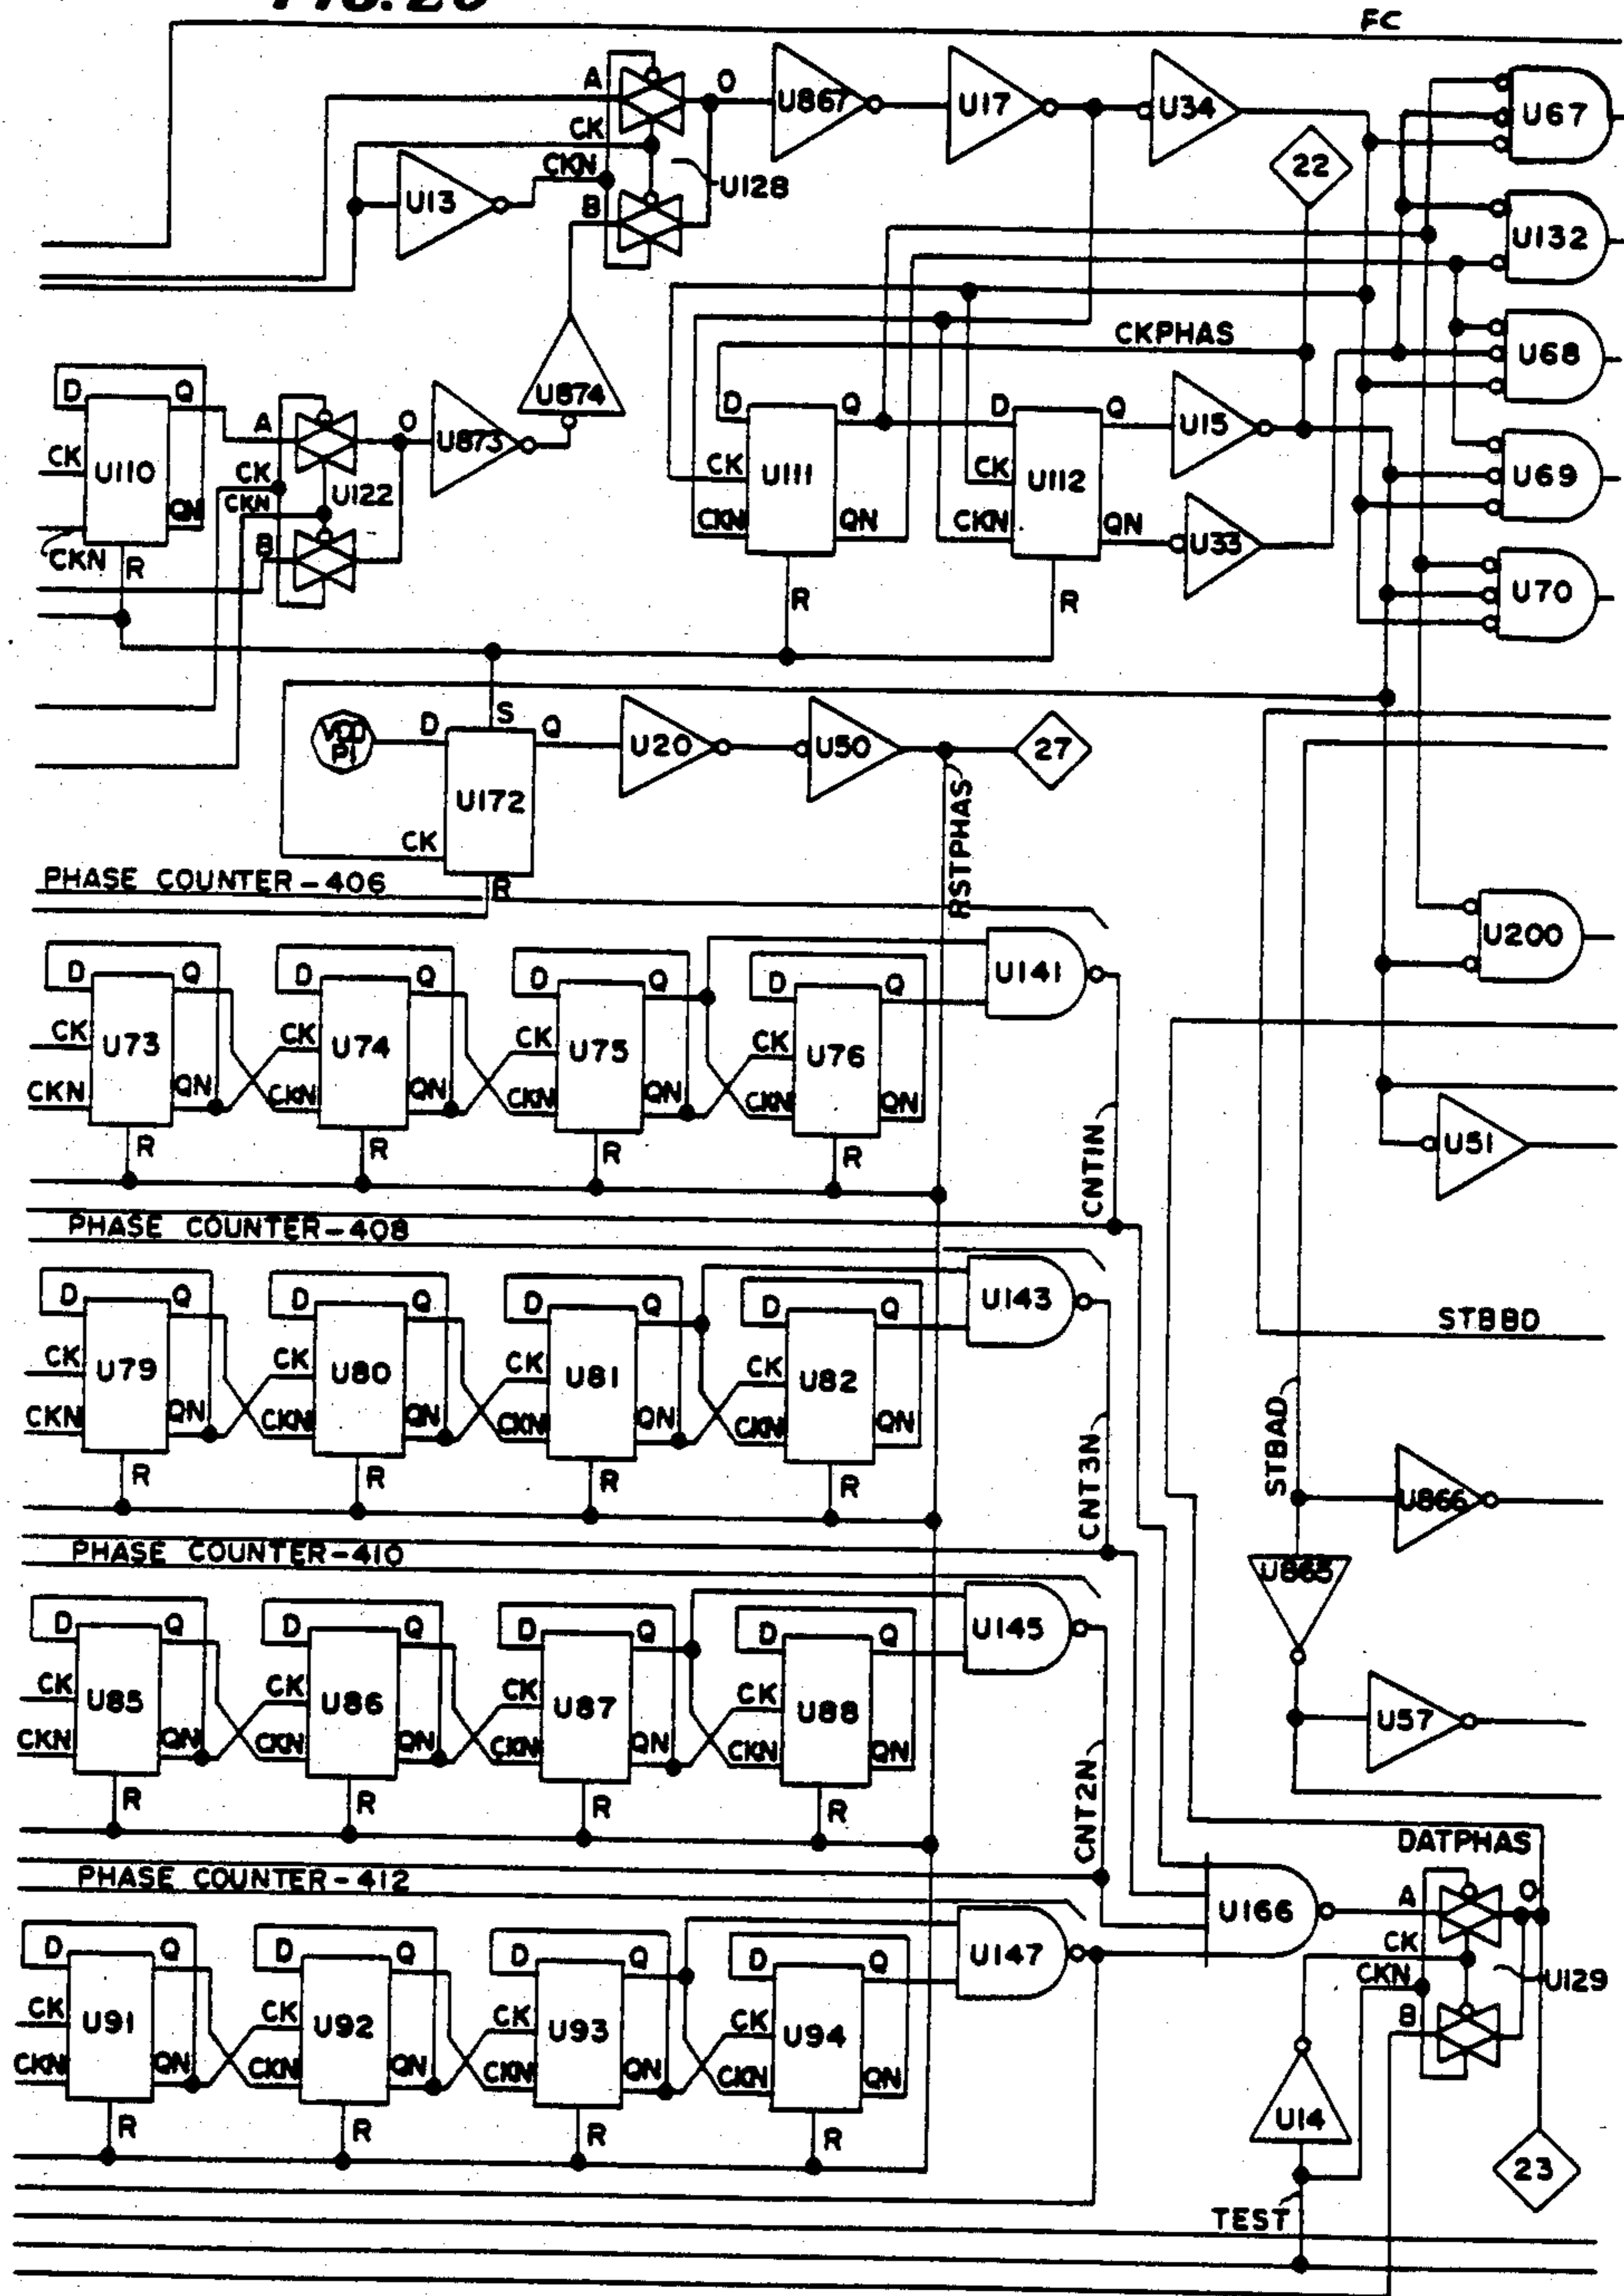 FC
A
O
U867
U17
U34
U67
CK
CKN
22
U13
U128
B
U132
CKPHAS
U68
D
Q
U874
A
O
U873
D
Q
D
Q
U15
CK
U110
CK
U122
CK
U111
CK
U112
U69
QN
CKN
CKN
QN
CKN
QN
U33
CKN
R
B
U70
R
R
S
VDD
P1
D
Q
U20
U50
27
U172
RSTPHAS
CK
PHASE COUNTER-406
R
U200
D
Q
D
Q
D
Q
D
Q
U141
CK
U73
CK
U74
CK
U75
CK
U76
CKN
QN
CKN
QN
CKN
QN
CKN
QN
R
R
R
R
CNT1N
U51
PHASE COUNTER-408
D
Q
D
Q
D
Q
D
Q
U143
STBBD
CK
U79
CK
U80
CK
U81
CK
U82
CKN
QN
CKN
QN
CKN
QN
CKN
QN
R
R
R
R
CNT3N
STBAD
U866
PHASE COUNTER-410
U865
D
Q
D
Q
D
Q
D
Q
U145
CK
U85
CK
U86
CK
U87
CK
U88
U57
CKN
QN
CKN
QN
CKN
QN
CKN
QN
R
R
R
R
CNT2N
DATPHAS
PHASE COUNTER-412
A
O
U166
D
Q
D
Q
D
Q
D
Q
U147
CK
CKN
U129
CK
U91
CK
U92
CK
U93
CK
U94
B
CKN
QN
CKN
QN
CKN
QN
CKN
QN
R
R
R
R
U14
23
TEST